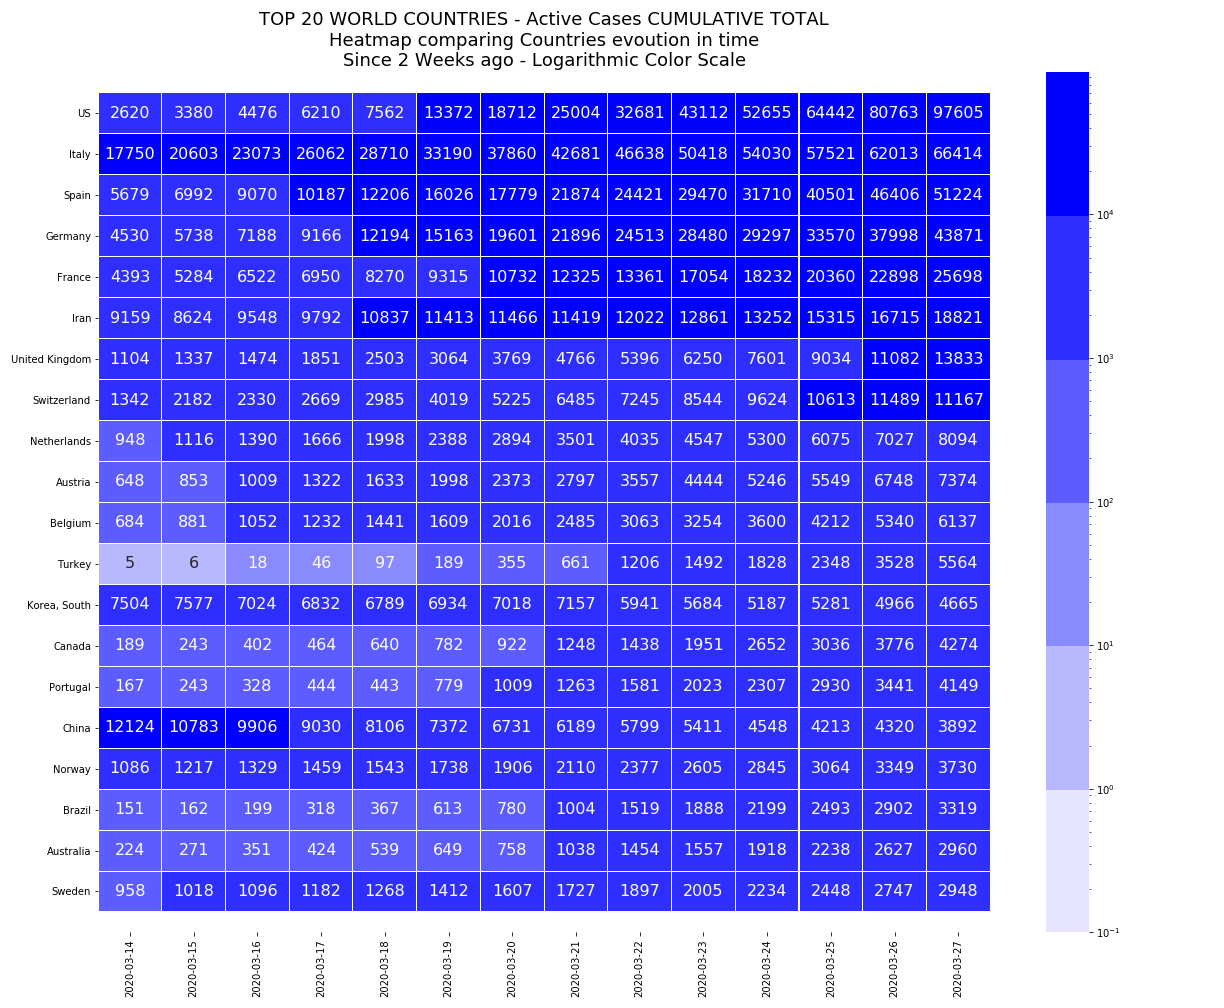 TOP 20 WORLD COUNTRIES - Active Cases CUMULATIVE TOTAL
Heatmap comparing Countries evoution in time
Since 2 Weeks ago - Logarithmic Color Scale
US 2620 3380 4476 6210 7562 13372 18712 25004 32681 43112 52655 64442 80763 97605
Italy 17750 20603 23073 26062 28710 33190 37860 42681 46638 50418 54030 57521 62013 66414
Spain 5679 6992 9070 10187 12206 16026 17779 21874 24421 29470 31710 40501 46406 51224
Germany 4530 5738 7188 9166 12194 15163 19601 21896 24513 28480 29297 33570 37998 43871
France 4393 5284 6522 6950 8270 9315 10732 12325 13361 17054 18232 20360 22898 25698
Iran 9159 8624 9548 9792 10837 11413 11466 11419 12022 12861 13252 15315 16715 18821
United Kingdom 1104 1337 1474 1851 2503 3064 3769 4766 5396 6250 7601 9034 11082 13833
Switzerland 1342 2182 2330 2669 2985 4019 5225 6485 7245 8544 9624 10613 11489 11167
Netherlands 948 1116 1390 1666 1998 2388 2894 3501 4035 4547 5300 6075 7027 8094
Austria 648 853 1009 1322 1633 1998 2373 2797 3557 4444 5246 5549 6748 7374
Belgium 684 881 1052 1232 1441 1609 2016 2485 3063 3254 3600 4212 5340 6137
Turkey 5 6 18 46 97 189 355 661 1206 1492 1828 2348 3528 5564
Korea, South 7504 7577 7024 6832 6789 6934 7018 7157 5941 5684 5187 5281 4966 4665
Canada 189 243 402 464 640 782 922 1248 1438 1951 2652 3036 3776 4274
Portugal 167 243 328 444 443 779 1009 1263 1581 2023 2307 2930 3441 4149
China 12124 10783 9906 9030 8106 7372 6731 6189 5799 5411 4548 4213 4320 3892
Norway 1086 1217 1329 1459 1543 1738 1906 2110 2377 2605 2845 3064 3349 3730
Brazil 151 162 199 318 367 613 780 1004 1519 1888 2199 2493 2902 3319
Australia 224 271 351 424 539 649 758 1038 1454 1557 1918 2238 2627 2960
Sweden 958 1018 1096 1182 1268 1412 1607 1727 1897 2005 2234 2448 2747 2948
2020-03-14 2020-03-15 2020-03-16 2020-03-17 2020-03-18 2020-03-19 2020-03-20 2020-03-21 2020-03-22 2020-03-23 2020-03-24 2020-03-25 2020-03-26 2020-03-27
10⁴
10³
10²
10¹
10⁰
10⁻¹